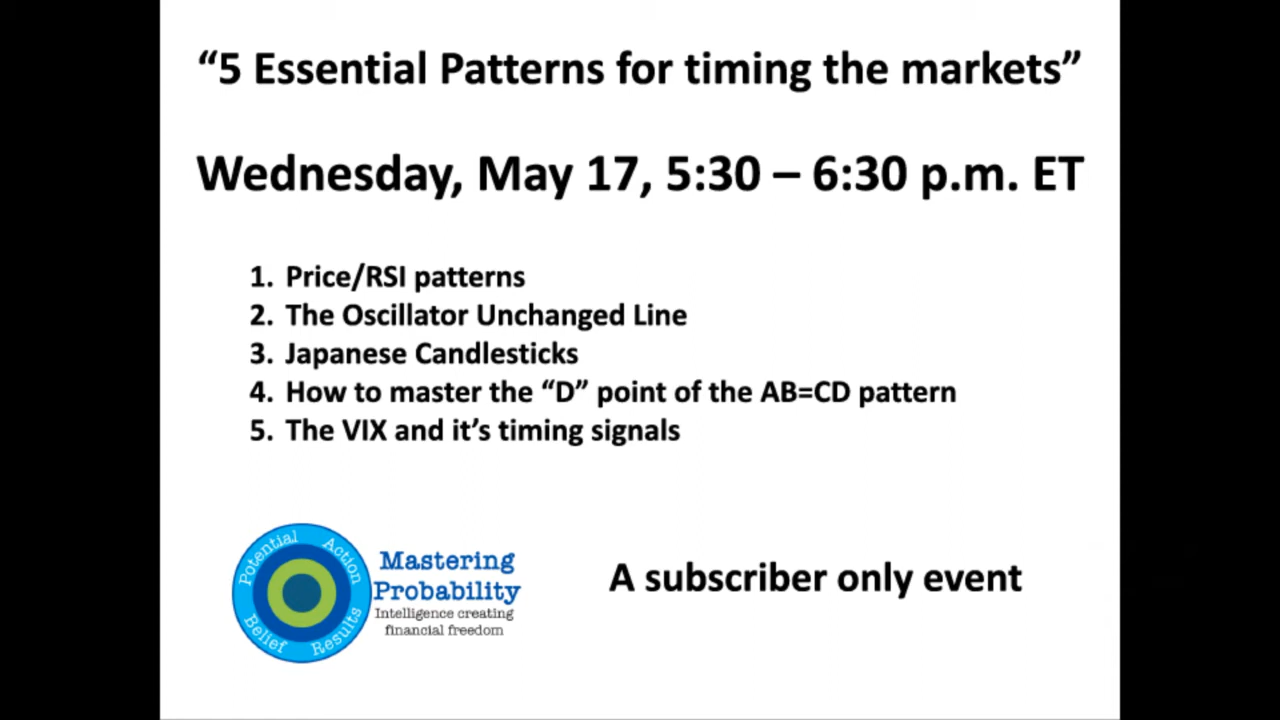 “5 Essential Patterns for timing the markets”
Wednesday, May 17, 5:30 – 6:30 p.m. ET
1. Price/RSI patterns
2. The Oscillator Unchanged Line
3. Japanese Candlesticks
4. How to master the “D” point of the AB=CD pattern
5. The VIX and it’s timing signals
Potential
Action
Belief
Results
Mastering
Probability
Intelligence creating
financial freedom
A subscriber only event